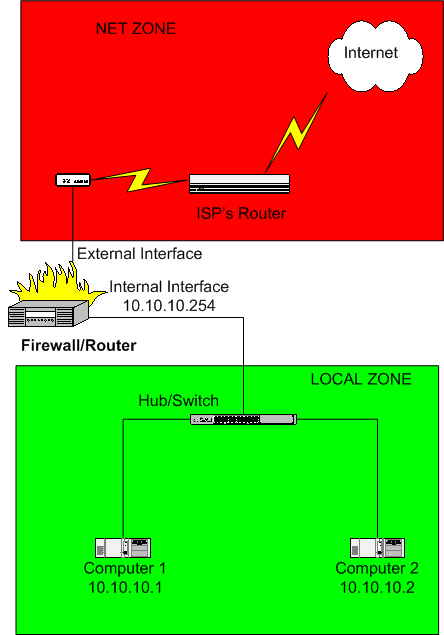 NET ZONE
Internet
ISP's Router
External Interface
Internal Interface
10.10.10.254
Firewall/Router
LOCAL ZONE
Hub/Switch
Computer 1
10.10.10.1
Computer 2
10.10.10.2